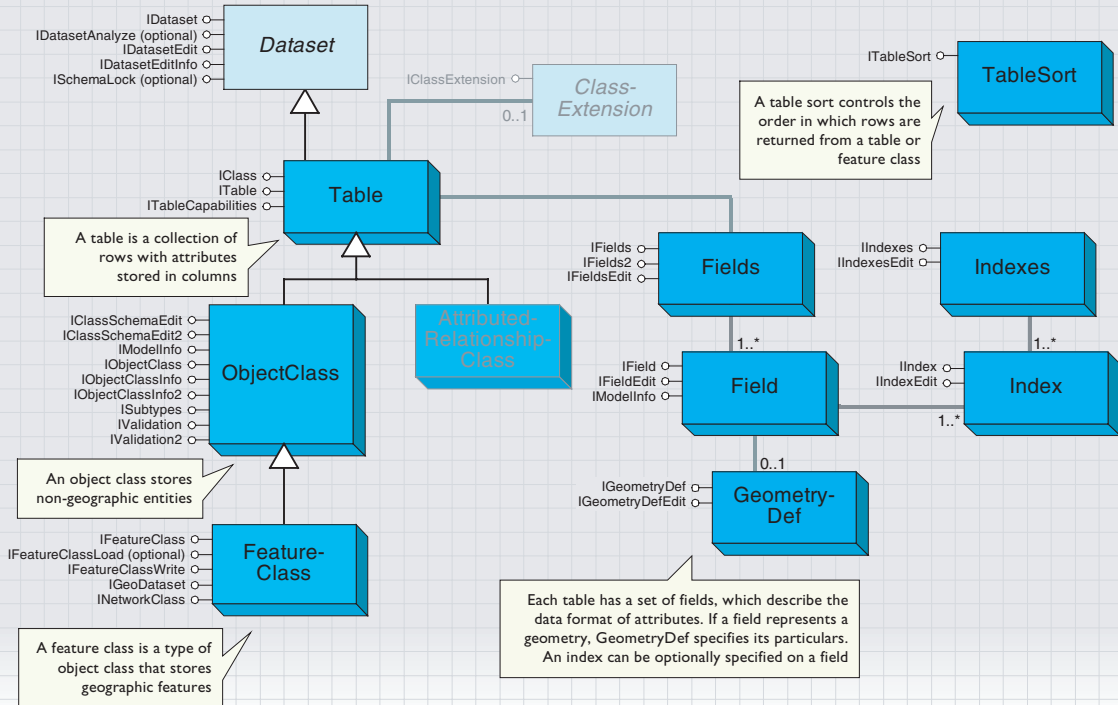 IDataset
IDatasetAnalyze (optional)
IDatasetEdit
IDatasetEditInfo
ISchemaLock (optional)
Dataset
IClassExtension
0..1
Class-
Extension
ITableSort
TableSort
A table sort controls the
order in which rows are
returned from a table or
feature class
IClass
ITable
ITableCapabilities
Table
A table is a collection of
rows with attributes
stored in columns
IFields
IFields2
IFieldsEdit
Fields
IIndexes
IIndexesEdit
Indexes
IClassSchemaEdit
IClassSchemaEdit2
IModelInfo
IObjectClass
IObjectClassInfo
IObjectClassInfo2
ISubtypes
IValidation
IValidation2
ObjectClass
Attributed-
Relationship-
Class
1..*
1..*
IField
IFieldEdit
IModelInfo
Field
IIndex
IIndexEdit
Index
1..*
0..1
An object class stores
non-geographic entities
IGeometryDef
IGeometryDefEdit
Geometry-
Def
IFeatureClass
IFeatureClassLoad (optional)
IFeatureClassWrite
IGeoDataset
INetworkClass
Feature-
Class
Each table has a set of fields, which describe the
data format of attributes. If a field represents a
geometry, GeometryDef specifies its particulars.
An index can be optionally specified on a field
A feature class is a type of
object class that stores
geographic features